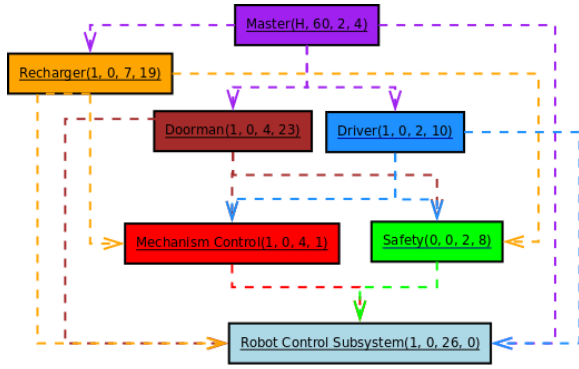 Master(H, 60, 2, 4)
Recharger(1, 0, 7, 19)
Doorman(1, 0, 4, 23)
Driver(1, 0, 2, 10)
Mechanism Control(1, 0, 4, 1)
Safety(0, 0, 2, 8)
Robot Control Subsystem(1, 0, 26, 0)